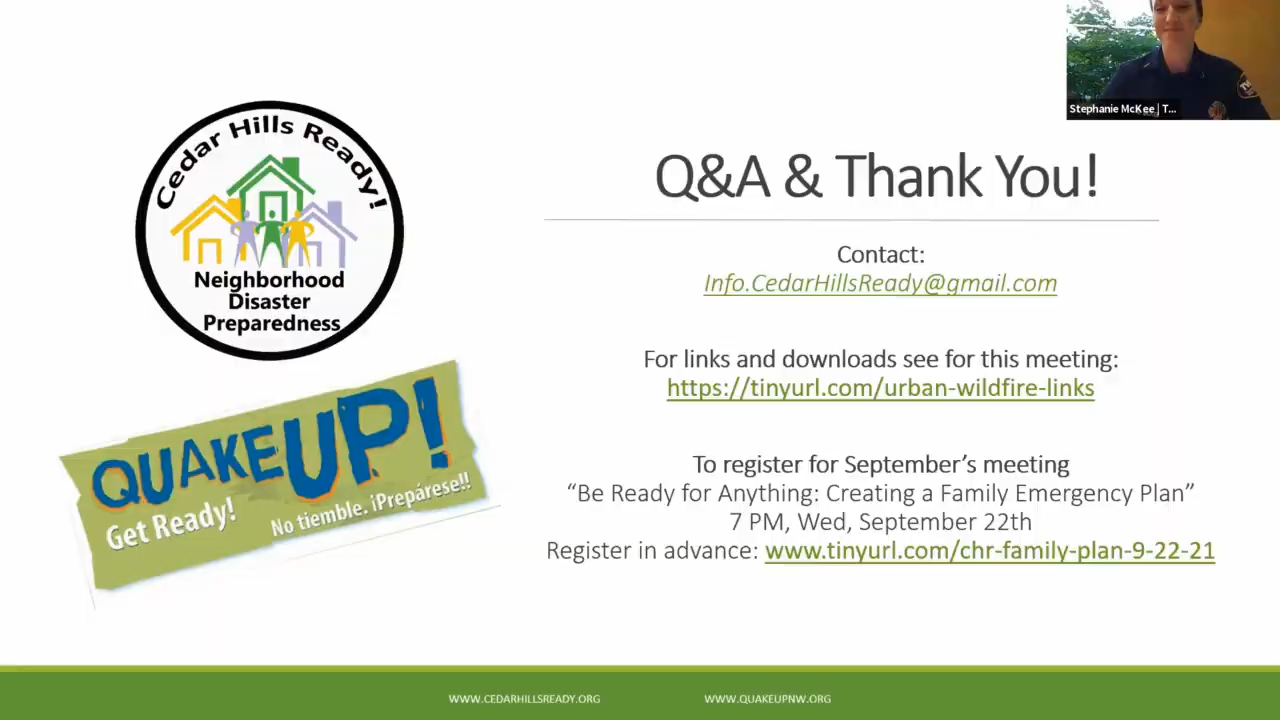 Stephanie McKee | T...
Cedar Hills Ready!
Neighborhood
Disaster
Preparedness
QUAKEUP!
Get Ready!
No tiemble. ¡Prepárese!!
Q&A & Thank You!
Contact:
Info.CedarHillsReady@gmail.com
For links and downloads see for this meeting:
https://tinyurl.com/urban-wildfire-links
To register for September’s meeting
“Be Ready for Anything: Creating a Family Emergency Plan”
7 PM, Wed, September 22th
Register in advance: www.tinyurl.com/chr-family-plan-9-22-21
WWW.CEDARHILLSREADY.ORG
WWW.QUAKEUPNW.ORG